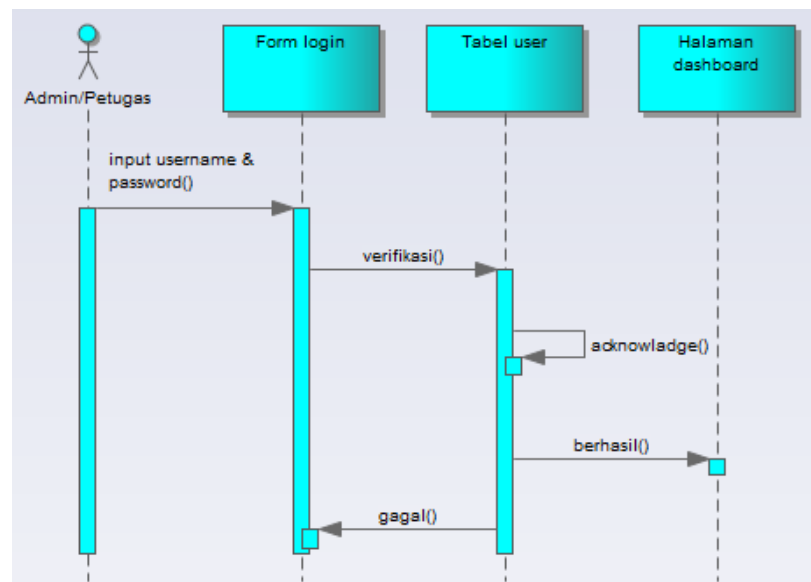 Admin/Petugas
Form login
Tabel user
Halaman
dashboard
input username &
password()
verifikasi()
acknowladge()
berhasil()
gagal()